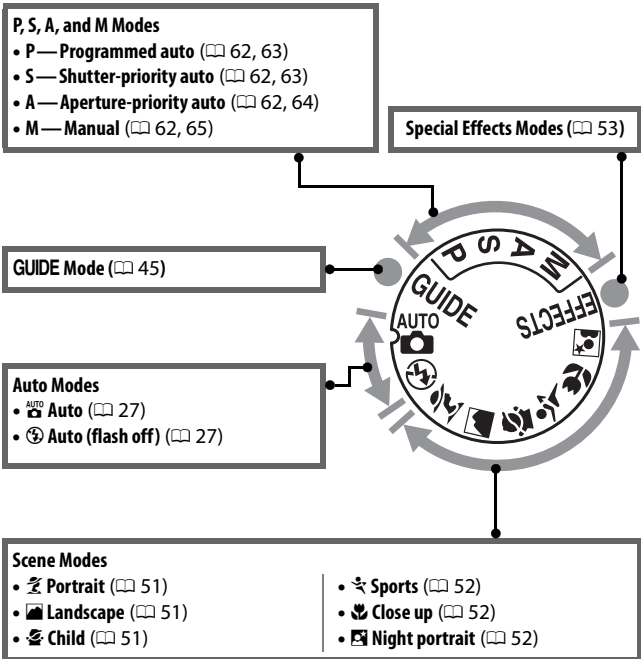 P, S, A, and M Modes
• P—Programmed auto (📖 62, 63)
• S—Shutter-priority auto (📖 62, 63)
• A—Aperture-priority auto (📖 62, 64)
• M—Manual (📖 62, 65)
Special Effects Modes (📖 53)
GUIDE Mode (📖 45)
P S A M
GUIDE
EFFECTS
AUTO
Auto Modes
• AUTO Auto (📖 27)
• Auto (flash off) (📖 27)
Scene Modes
• Portrait (📖 51)
• Landscape (📖 51)
• Child (📖 51)
• Sports (📖 52)
• Close up (📖 52)
• Night portrait (📖 52)